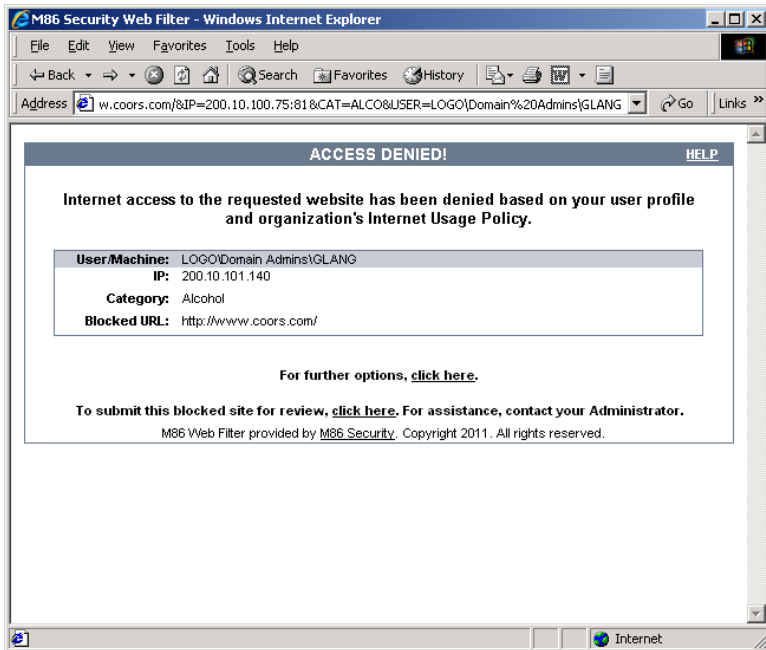 M86 Security Web Filter - Windows Internet Explorer
File Edit View Favorites Tools Help
Back Search Favorites History
Address w.coors.com/&IP=200.10.100.75:81&CAT=ALCO&USER=LOGO\Domain%20Admins\GLANG Go Links »
ACCESS DENIED! HELP
Internet access to the requested website has been denied based on your user profile
and organization's Internet Usage Policy.
User/Machine: LOGO\Domain Admins\GLANG
IP: 200.10.101.140
Category: Alcohol
Blocked URL: http://www.coors.com/
For further options, click here.
To submit this blocked site for review, click here. For assistance, contact your Administrator.
M86 Web Filter provided by M86 Security. Copyright 2011. All rights reserved.
Internet